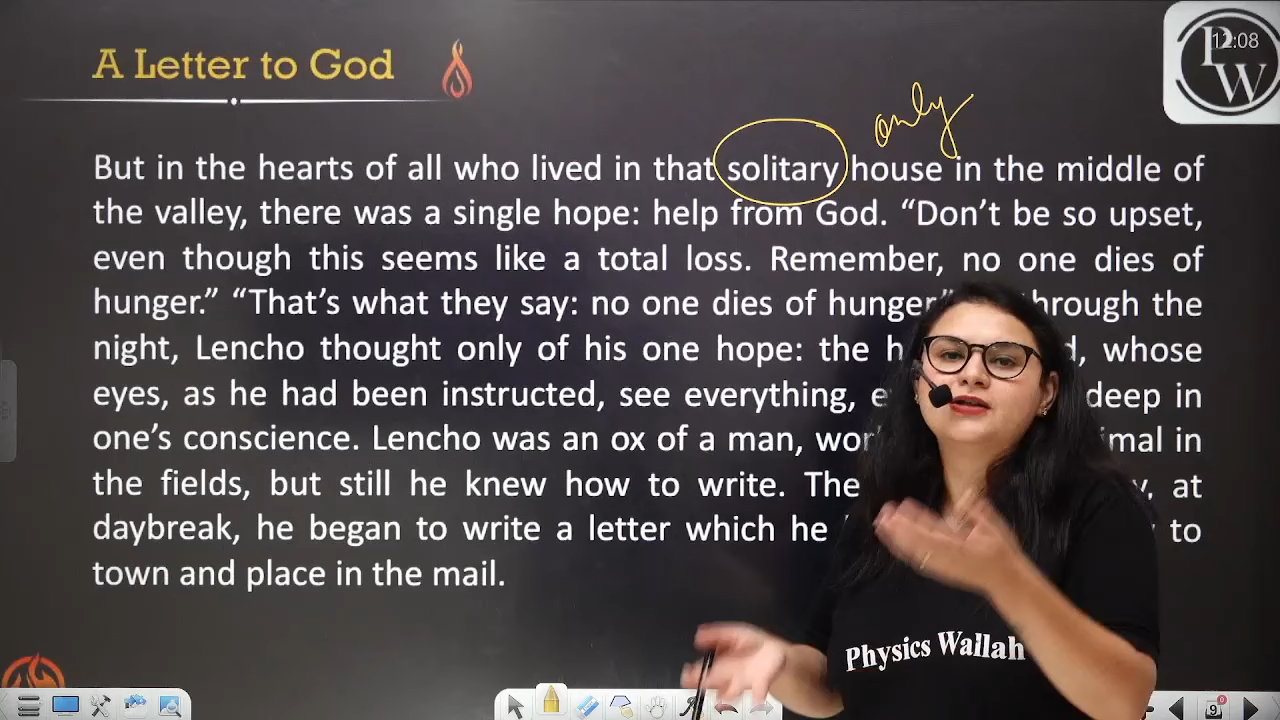 A Letter to God
12:08
PW
only
But in the hearts of all who lived in that solitary house in the middle of
the valley, there was a single hope: help from God. “Don’t be so upset,
even though this seems like a total loss. Remember, no one dies of
hunger.” “That’s what they say: no one dies of hunger” through the
night, Lencho thought only of his one hope: the whose
eyes, as he had been instructed, see everything, deep in
one’s conscience. Lencho was an ox of a man, in
the fields, but still he knew how to write. The at
daybreak, he began to write a letter which he to
town and place in the mail.
Physics Wallah
9